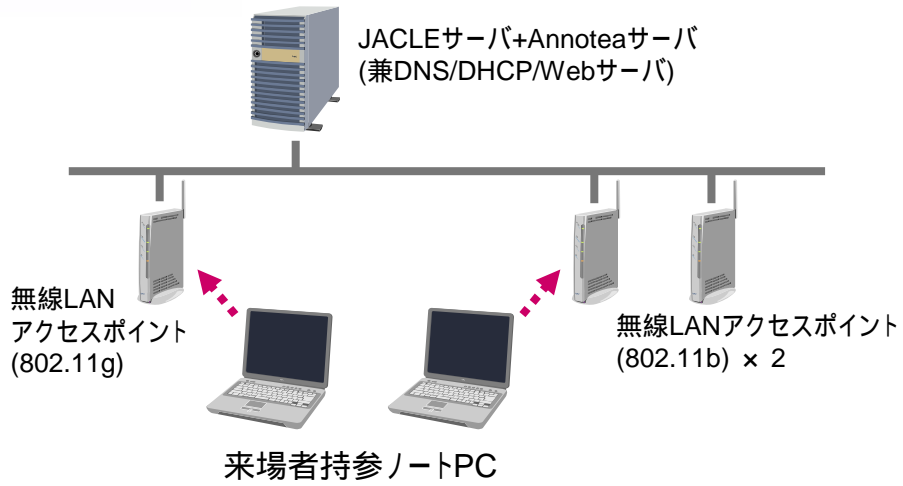 JACLEサーバ+Annoteaサーバ
(兼DNS/DHCP/Webサーバ)
無線LAN
アクセスポイント
(802.11g)
無線LANアクセスポイント
(802.11b) × 2
来場者持参ノートPC